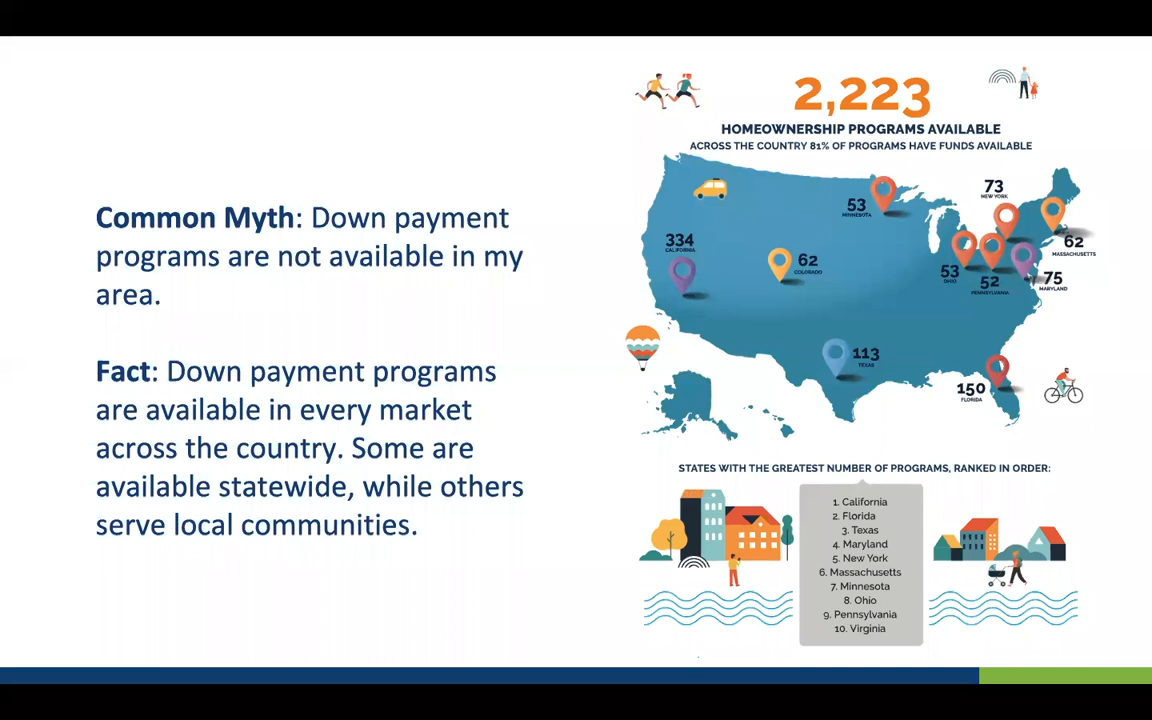 Common Myth: Down payment
programs are not available in my
area.
Fact: Down payment programs
are available in every market
across the country. Some are
available statewide, while others
serve local communities.
2,223
HOMEOWNERSHIP PROGRAMS AVAILABLE
ACROSS THE COUNTRY 81% OF PROGRAMS HAVE FUNDS AVAILABLE
73
NEW YORK
53
MINNESOTA
334
CALIFORNIA
62
MASSACHUSETTS
62
COLORADO
53
OHIO
52
PENNSYLVANIA
75
MARYLAND
113
TEXAS
150
FLORIDA
STATES WITH THE GREATEST NUMBER OF PROGRAMS, RANKED IN ORDER:
1. California
2. Florida
3. Texas
4. Maryland
5. New York
6. Massachusetts
7. Minnesota
8. Ohio
9. Pennsylvania
10. Virginia